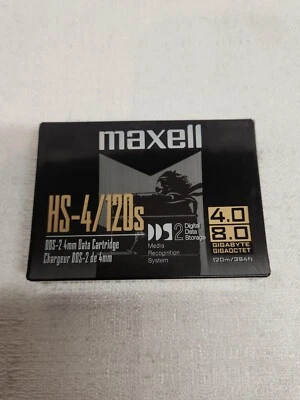 maxell
HS-4/120s
DDS-2 4mm Data Cartridge
Chargeur DDS-2 de 4mm
DDS 2 Digital Data Storage
Media Recognition System
4.0
8.0
GIGABYTE
GIGAOCTET
120m/394ft